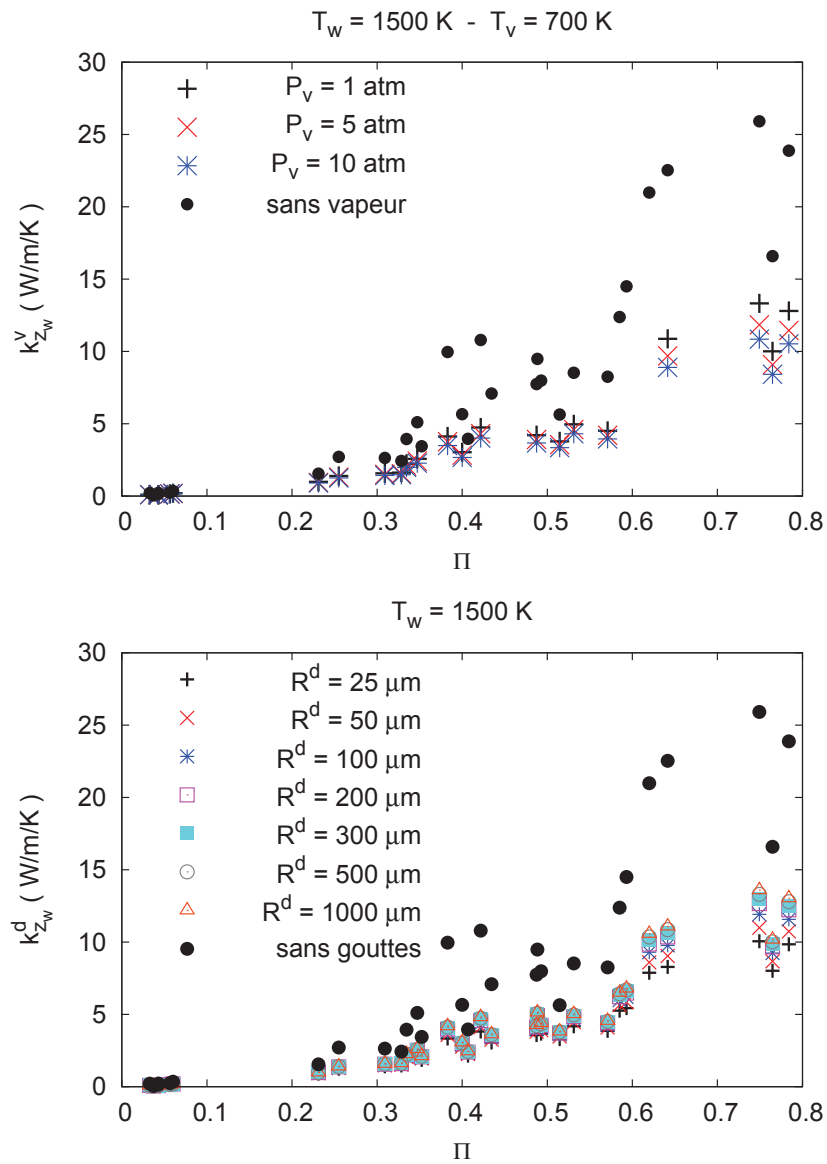 T_w = 1500 K - T_v = 700 K
30
25
20
15
10
5
0
k_{z_w}^v ( W/m/K )
P_v = 1 atm
P_v = 5 atm
P_v = 10 atm
sans vapeur
0 0.1 0.2 0.3 0.4 0.5 0.6 0.7 0.8
Π
T_w = 1500 K
30
25
20
15
10
5
0
k_{z_w}^d ( W/m/K )
R^d = 25 μm
R^d = 50 μm
R^d = 100 μm
R^d = 200 μm
R^d = 300 μm
R^d = 500 μm
R^d = 1000 μm
sans gouttes
0 0.1 0.2 0.3 0.4 0.5 0.6 0.7 0.8
Π